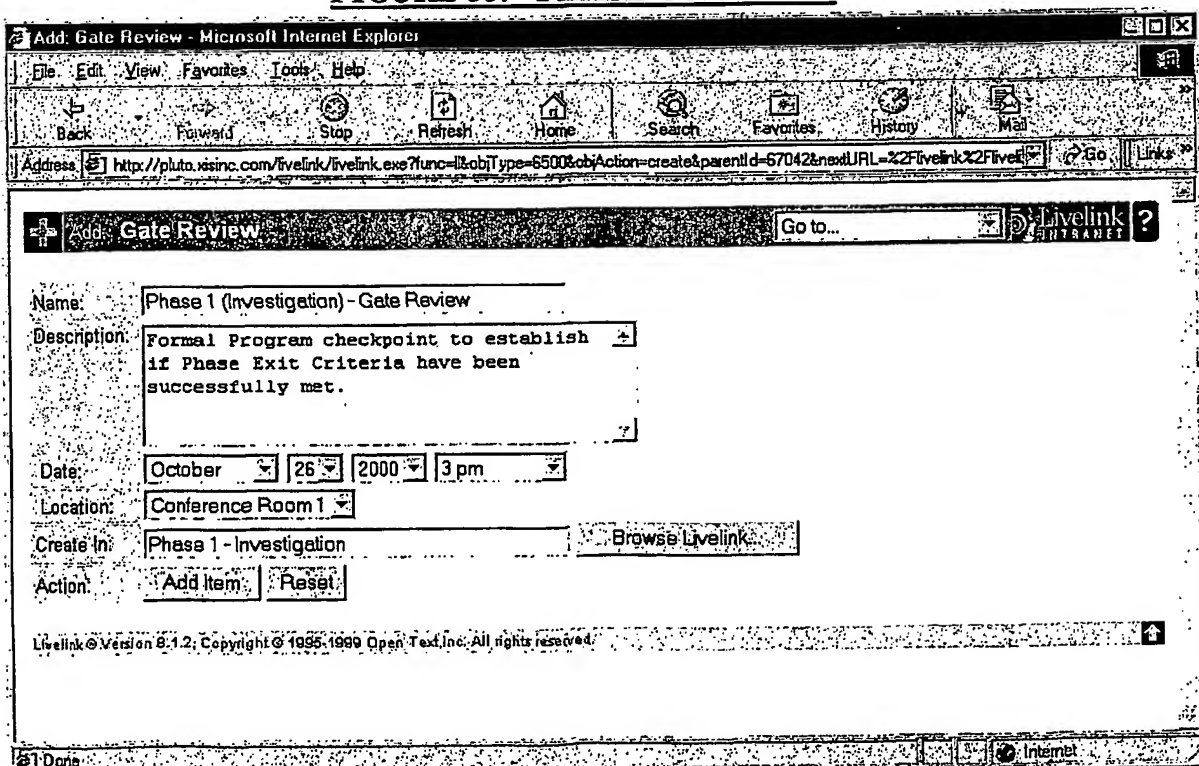 Add: Gate Review - Microsoft Internet Explorer
File Edit View Favorites Tools Help
Back Forward Stop Refresh Home Search Favorites History Mail
Address http://pluto.xisinc.com/livelink/livelink.exe?func=ll&objType=6500&objAction=create&parentId=67042&nextURL=%2Flivelink%2Flivel Go Links
Add: Gate Review Go to... Livelink INTRANET ?
Name: Phase 1 (Investigation) - Gate Review
Description: Formal Program checkpoint to establish
if Phase Exit Criteria have been
successfully met.
Date: October 26 2000 3 pm
Location: Conference Room 1
Create In: Phase 1 - Investigation Browse Livelink...
Action: Add Item Reset
Livelink ® Version 8.1.2; Copyright © 1995-1999 Open Text, Inc. All rights reserved.
Done Internet